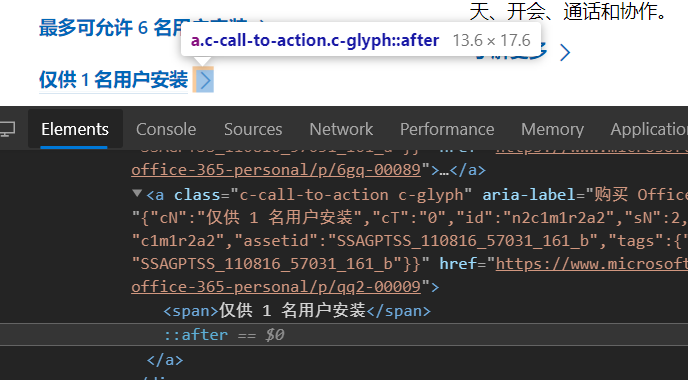 天、开会、通话和协作。
最多可允许 6 名用户安装
a.c-call-to-action.c-glyph::after 13.6 × 17.6
了解更多
仅供 1 名用户安装
Elements Console Sources Network Performance Memory Application
"SSAGPTSS_110816_57031_161_a"}}" href="https://www.microsoft
office-365-personal/p/6gq-00089">…</a>
<a class="c-call-to-action c-glyph" aria-label="购买 Offic
"{"cN":"仅供 1 名用户安装","cT":"0","id":"n2c1m1r2a2","sN":2,
"c1m1r2a2","assetid":"SSAGPTSS_110816_57031_161_b","tags":{"
"SSAGPTSS_110816_57031_161_b"}}" href="https://www.microsoft
office-365-personal/p/qq2-00009">
<span>仅供 1 名用户安装</span>
::after == $0
</a>